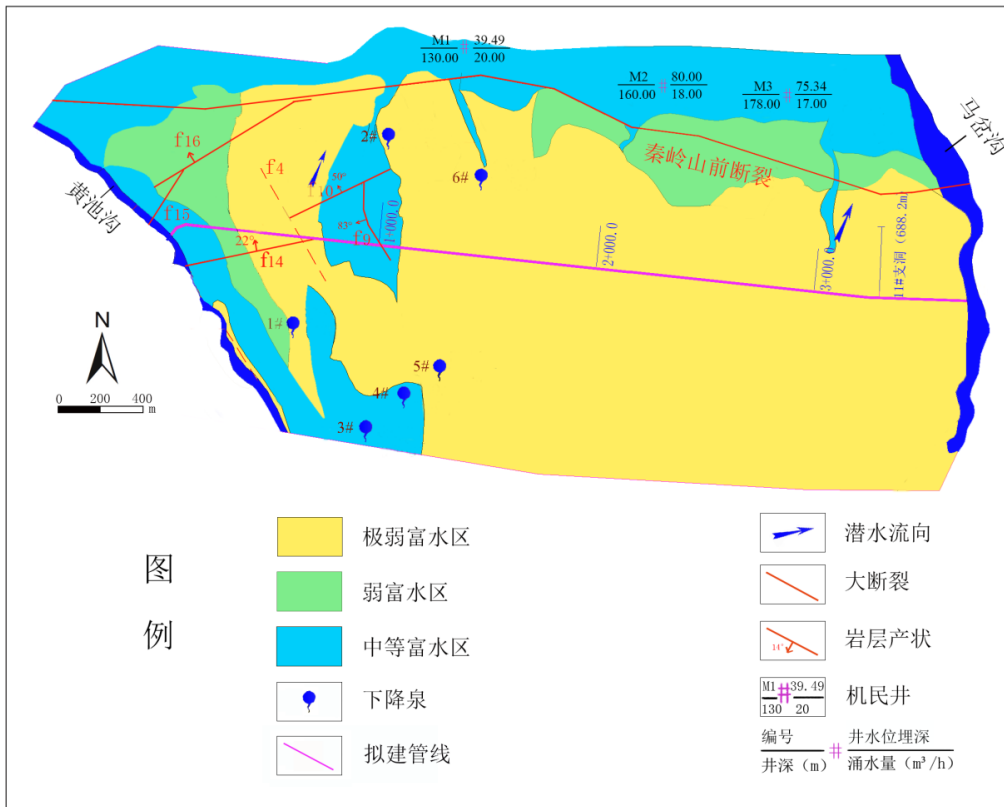 M1 # 39.49
130.00 20.00
M2 # 80.00
160.00 18.00
M3 # 75.34
178.00 17.00
马岔沟
黄池沟
秦岭山前断裂
f16
f4
2#
6#
50°
f15
83°
f9
1+000.0
22°
f14
2+000.0
3+000.0
11#支洞（688.2m）
1#
5#
4#
3#
N
0 200 400
m
图例
极弱富水区
弱富水区
中等富水区
下降泉
拟建管线
潜水流向
大断裂
14°
岩层产状
M1 # 39.49
130 20
机民井
编号 # 井水位埋深
井深（m） 涌水量（m³/h）